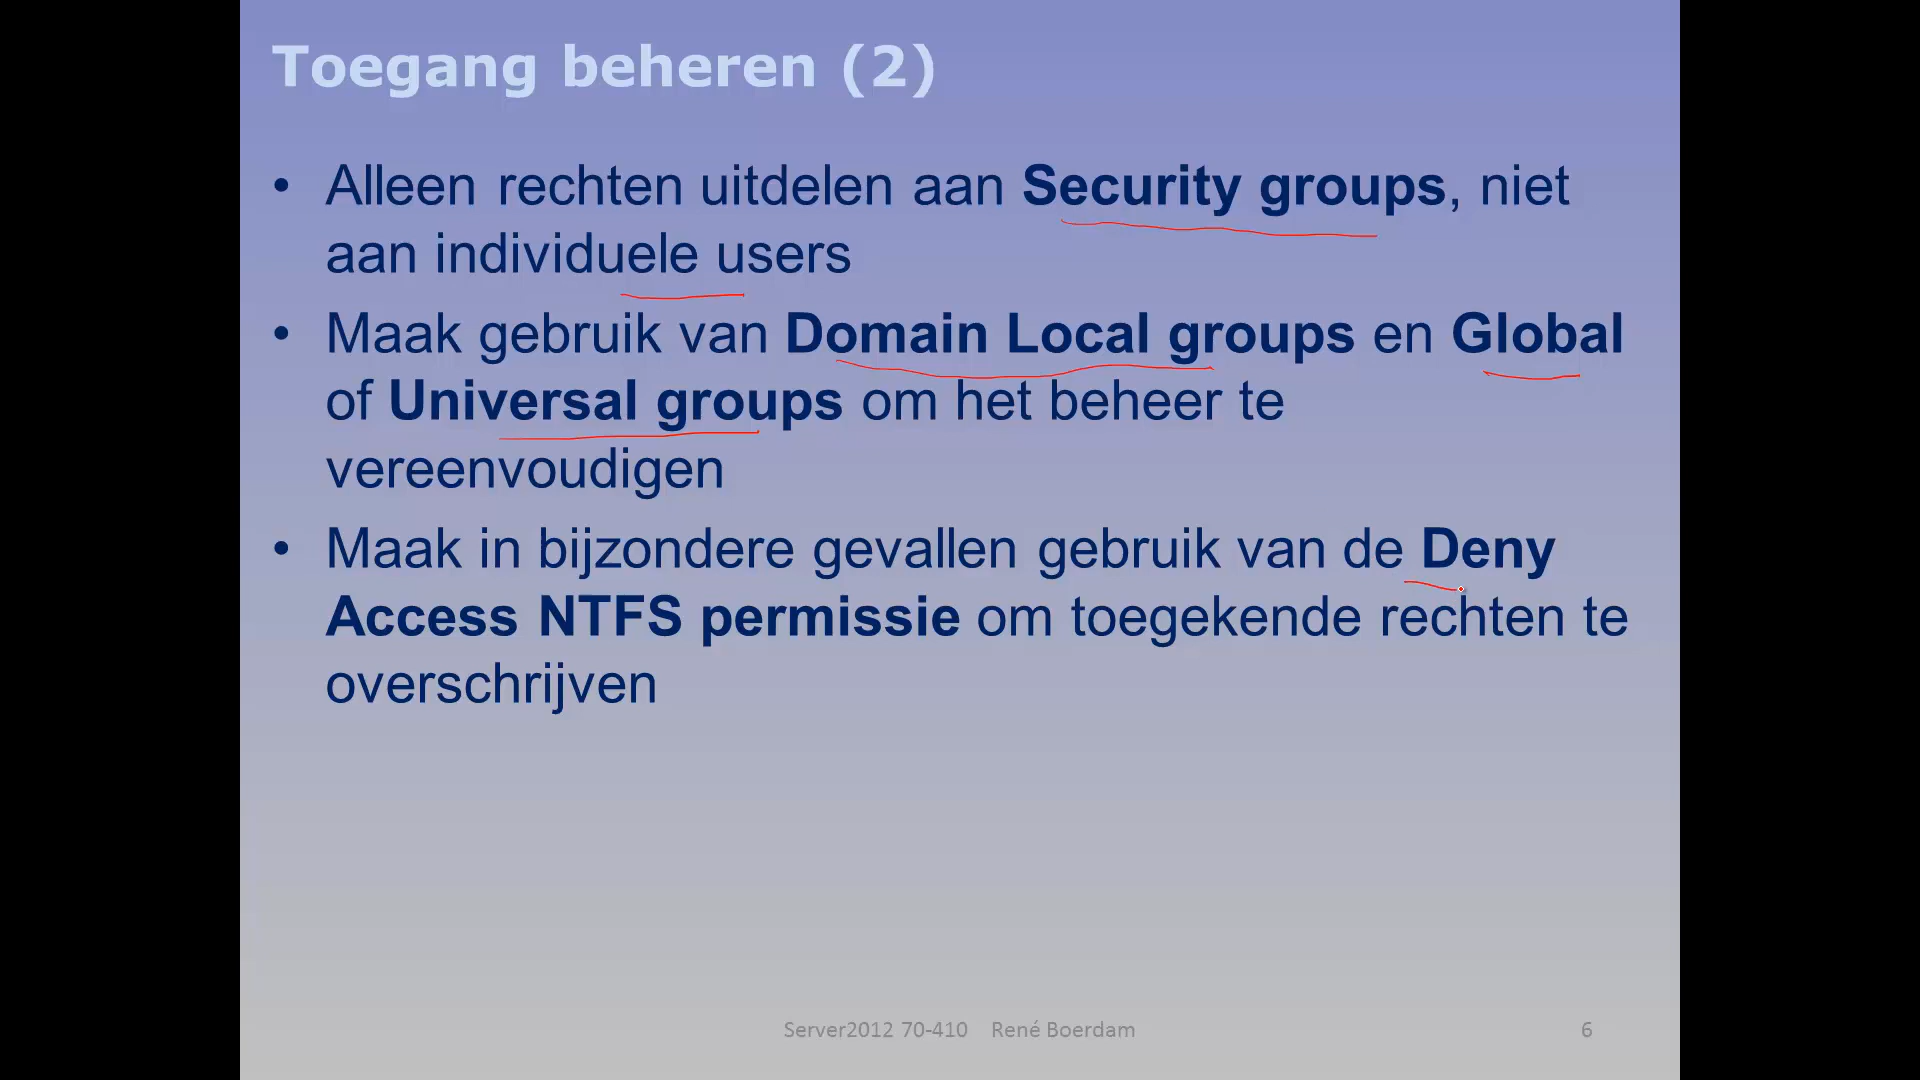 Toegang beheren (2)
• Alleen rechten uitdelen aan Security groups, niet
aan individuele users
• Maak gebruik van Domain Local groups en Global
of Universal groups om het beheer te
vereenvoudigen
• Maak in bijzondere gevallen gebruik van de Deny
Access NTFS permissie om toegekende rechten te
overschrijven
Server2012 70-410 René Boerdam 6